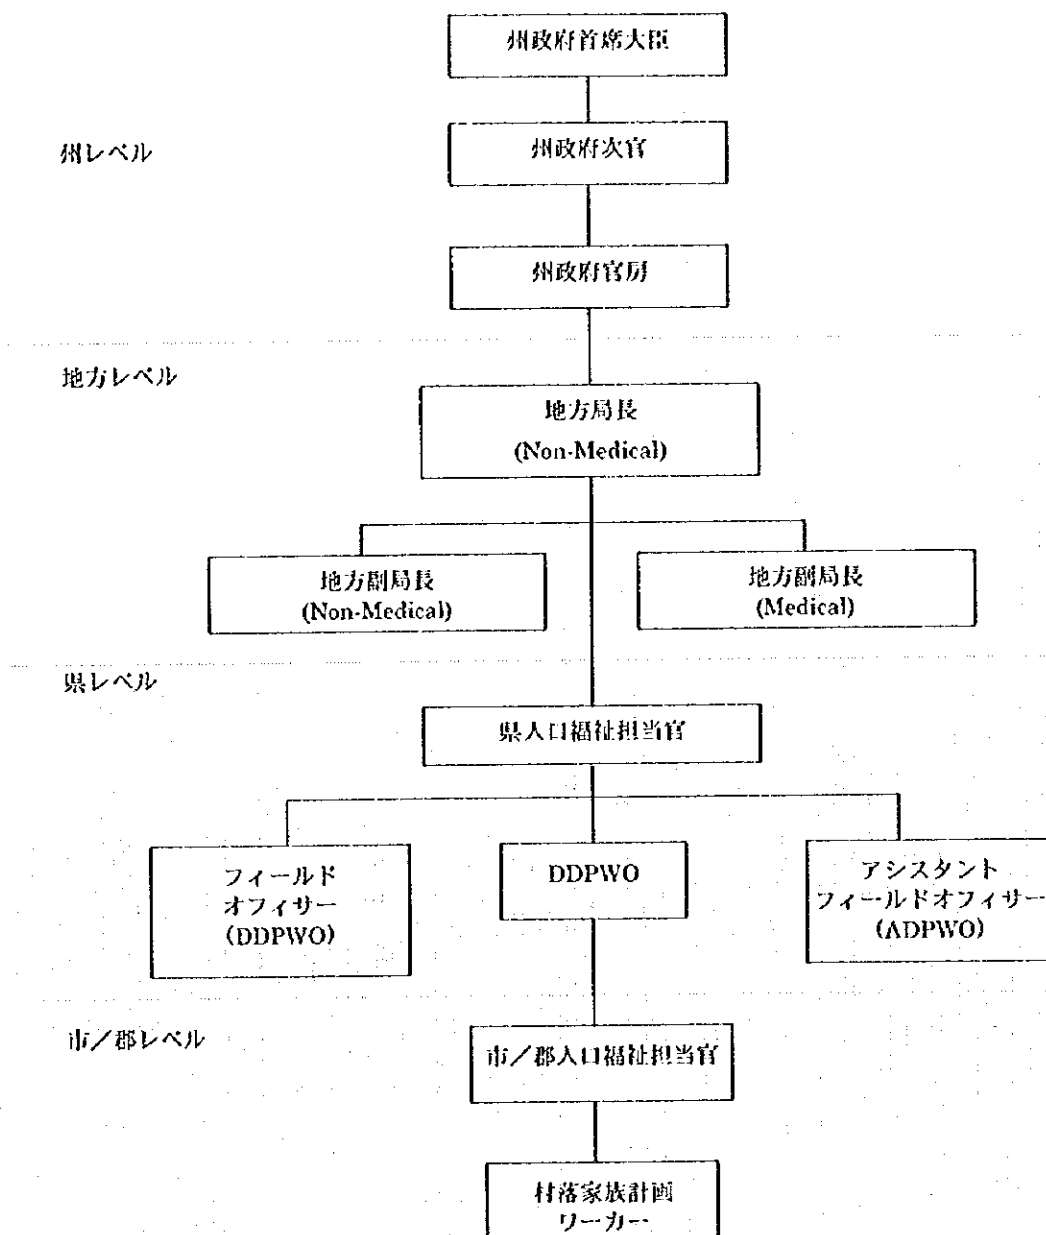 州政府首席大臣
州レベル
州政府次官
州政府官房
地方レベル
地方局長
(Non-Medical)
地方副局長
(Non-Medical)
地方副局長
(Medical)
県レベル
県人口福祉担当官
フィールド
オフィサー
(DDPWO)
DDPWO
アシスタント
フィールドオフィサー
(ADPWO)
市／郡レベル
市／郡人口福祉担当官
村落家族計画
ワーカー